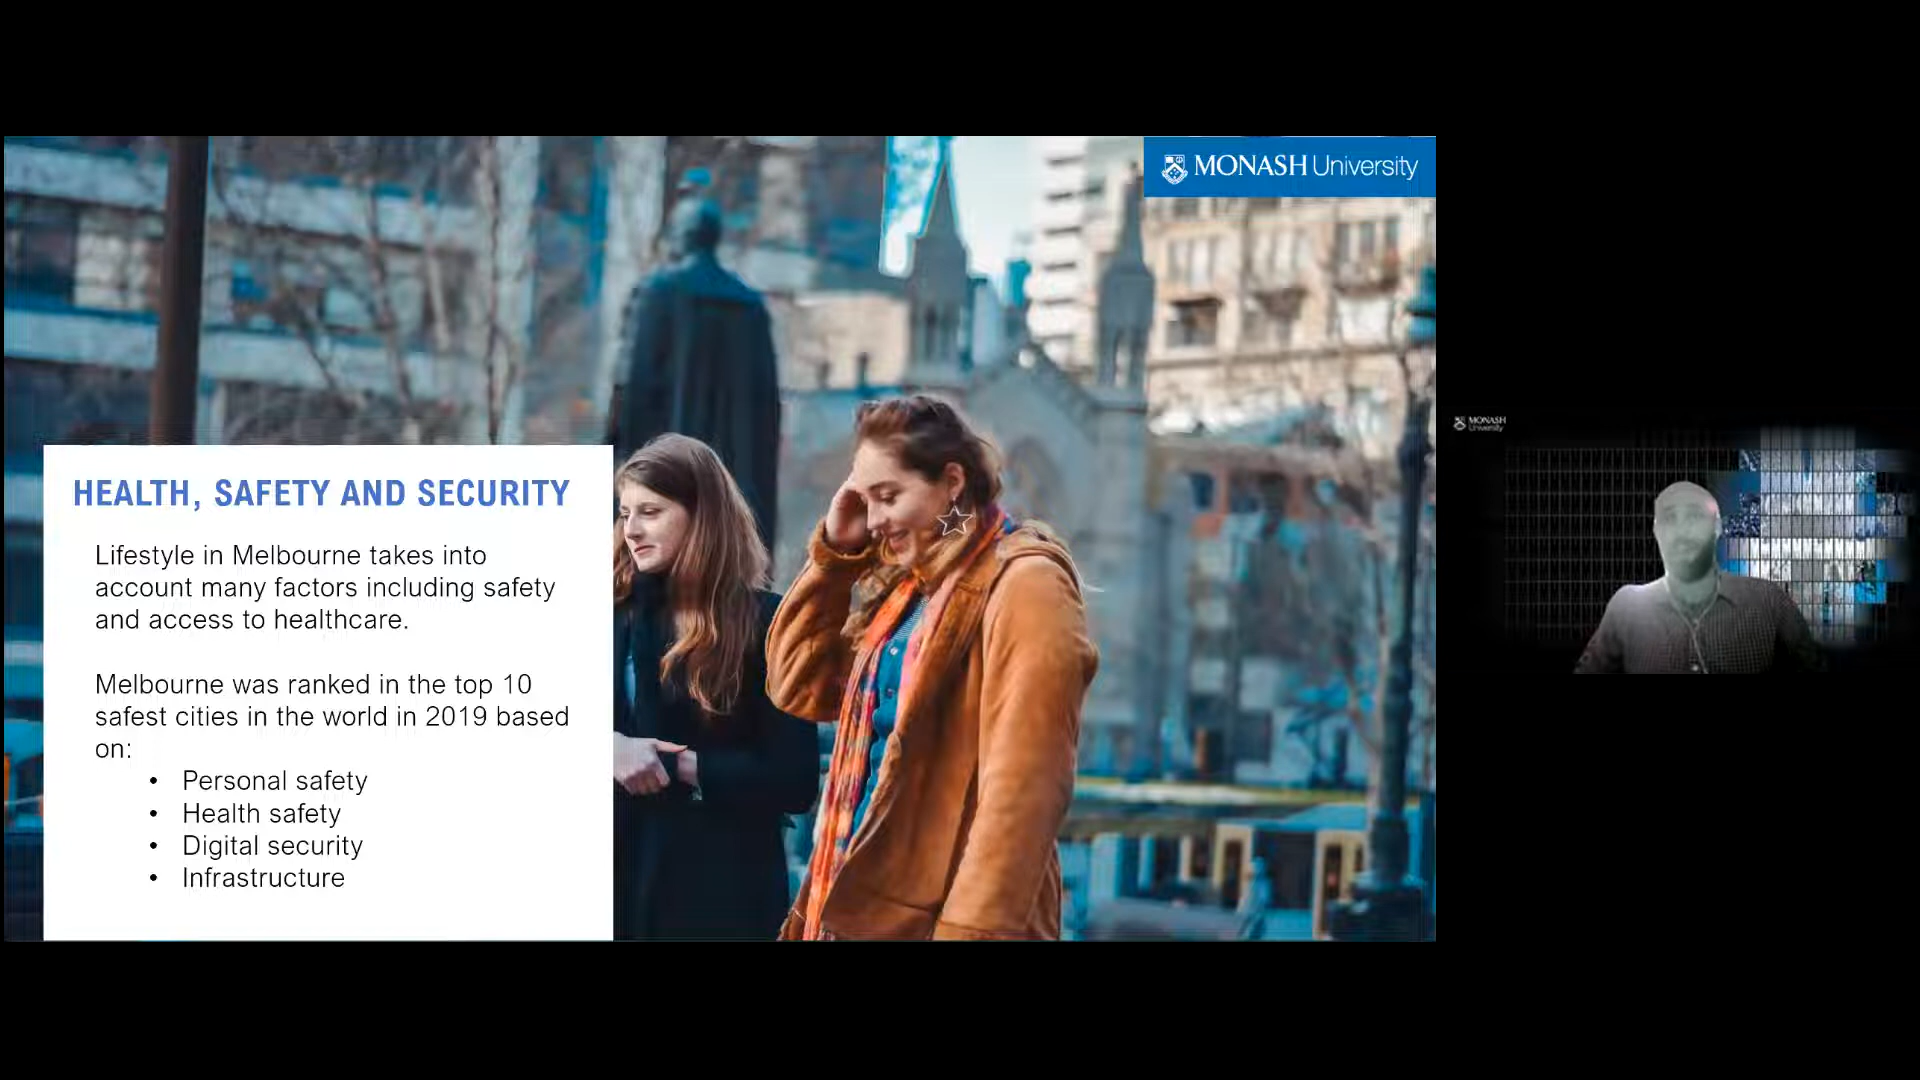 MONASH University
HEALTH, SAFETY AND SECURITY
Lifestyle in Melbourne takes into
account many factors including safety
and access to healthcare.
Melbourne was ranked in the top 10
safest cities in the world in 2019 based
on:
• Personal safety
• Health safety
• Digital security
• Infrastructure
MONASH
University